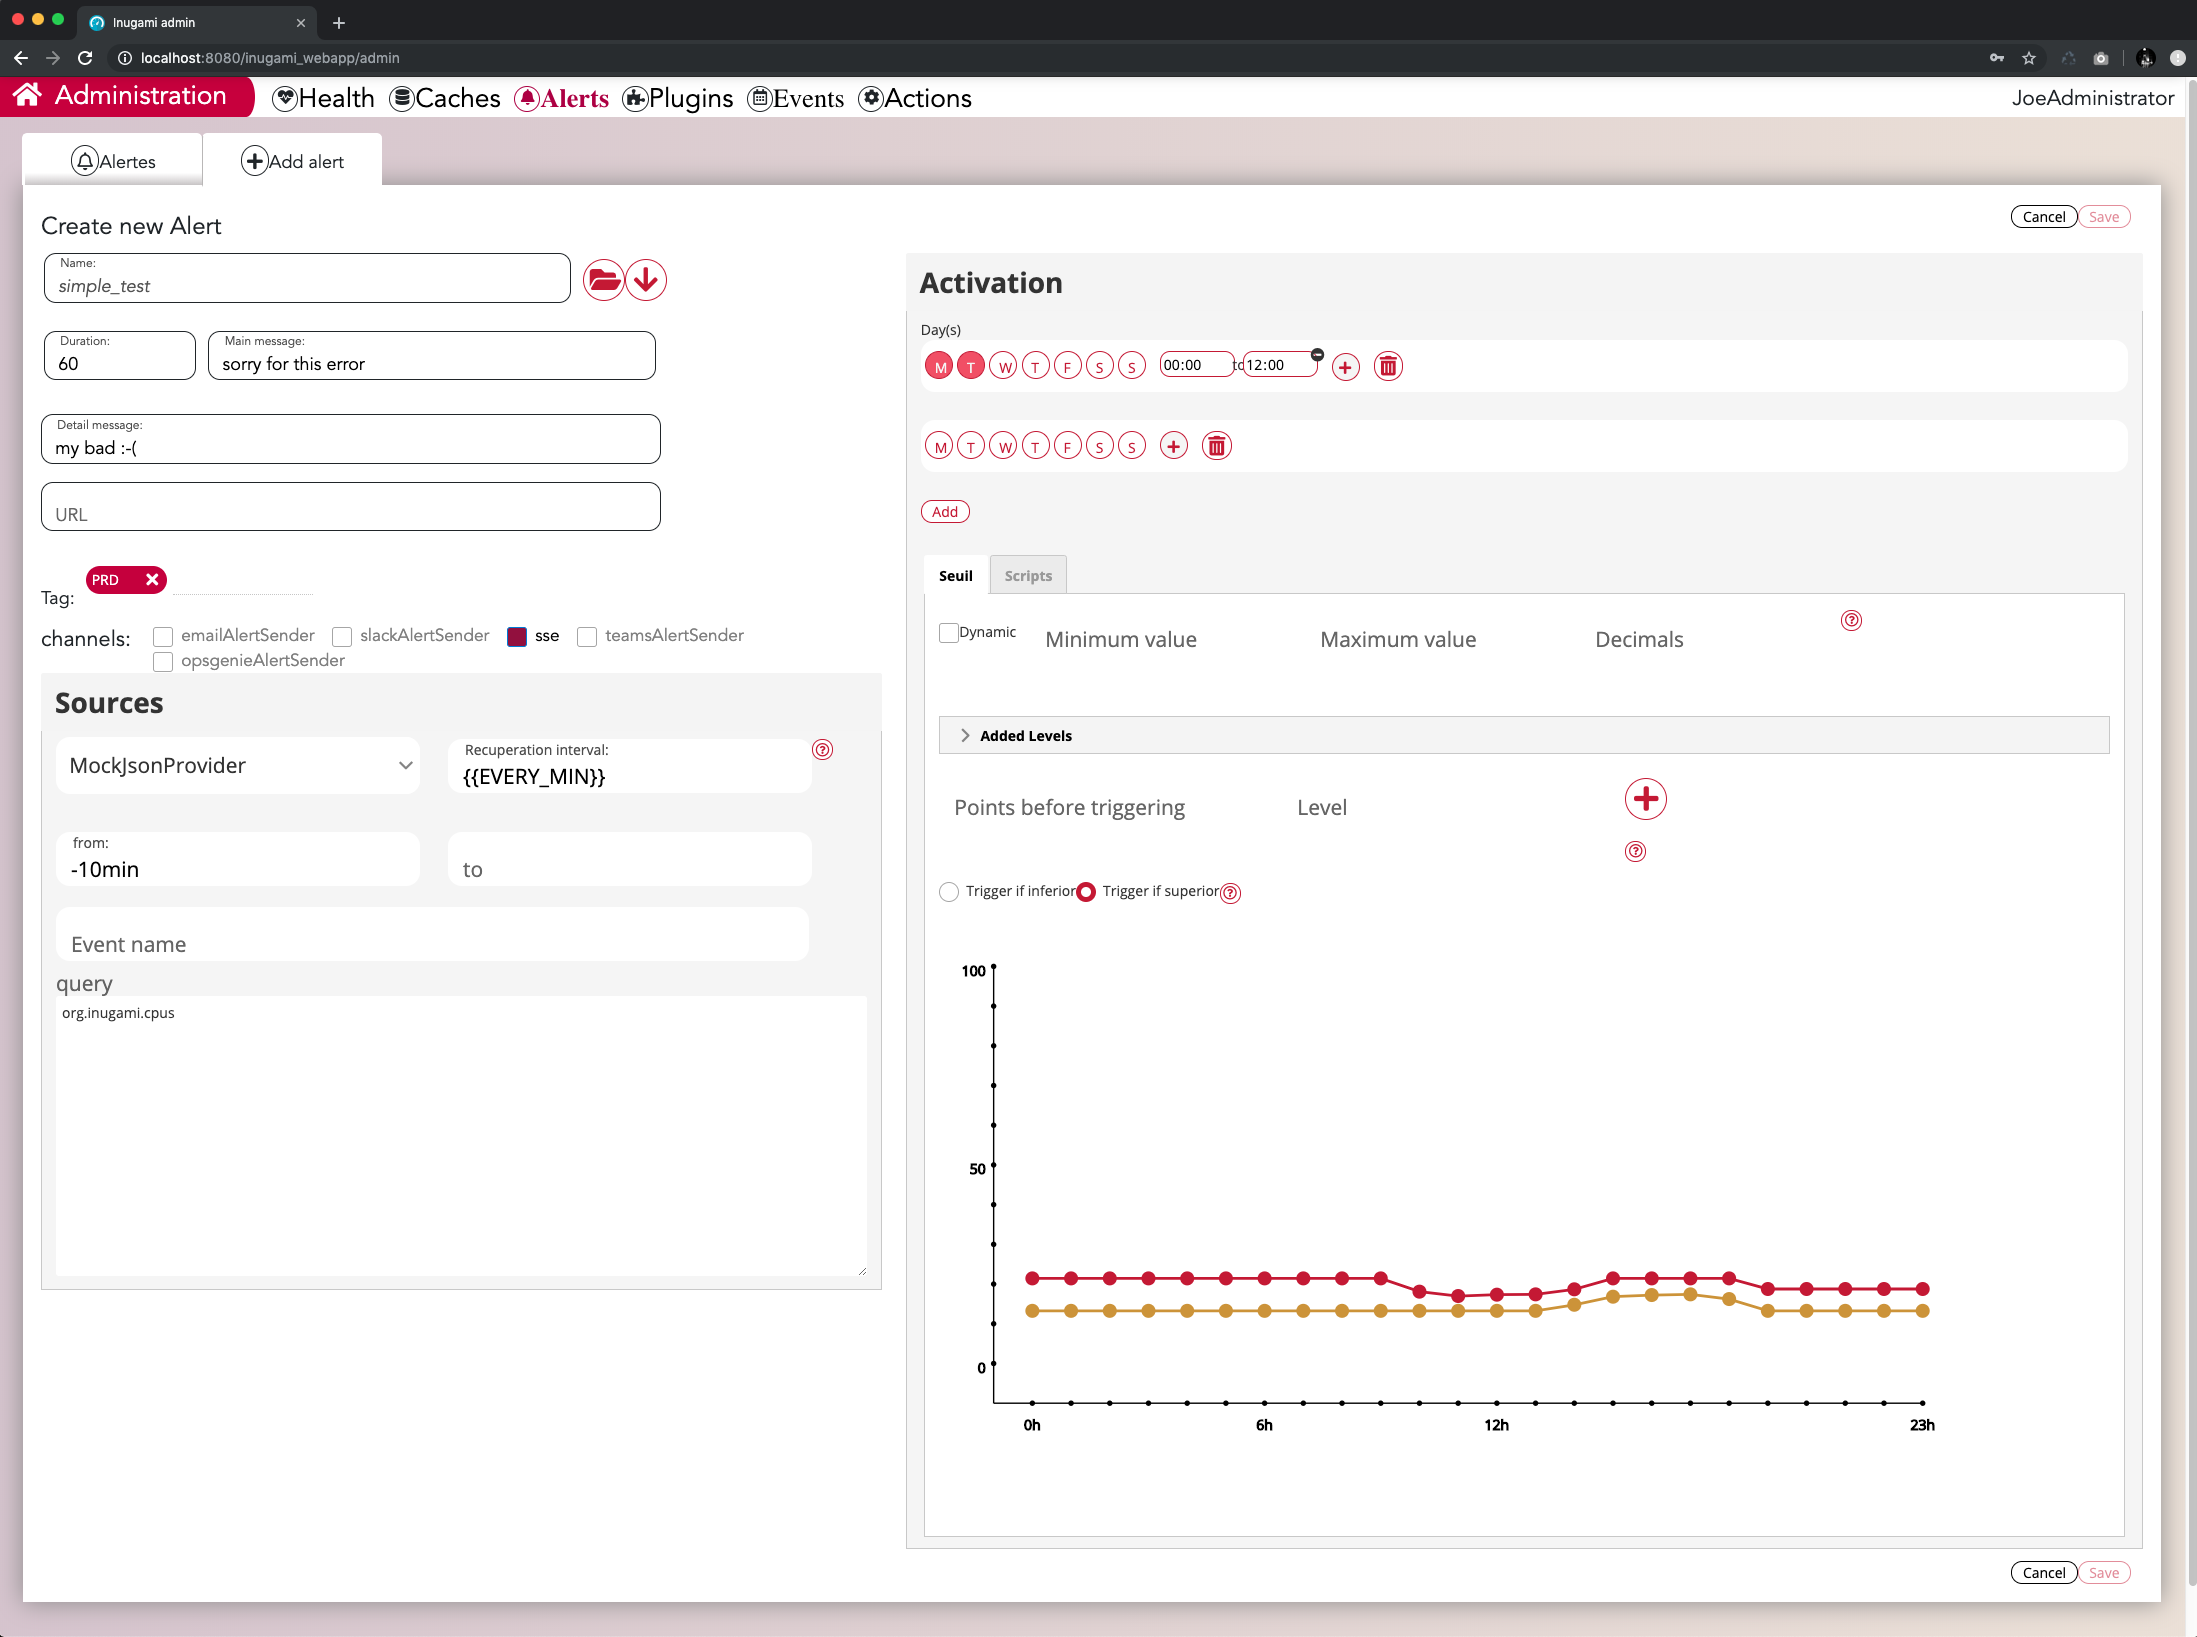 Inugami admin
localhost:8080/inugami_webapp/admin
Administration Health Caches Alerts Plugins Events Actions JoeAdministrator
Alertes Add alert
Create new Alert
Cancel Save
Name:
simple_test
Duration:
60
Main message:
sorry for this error
Detail message:
my bad :-(
URL
Tag: PRD
channels: emailAlertSender slackAlertSender sse teamsAlertSender
opsgenieAlertSender
Sources
MockJsonProvider
Recuperation interval:
{{EVERY_MIN}}
from:
-10min
to
Event name
query
org.inugami.cpus
Activation
Day(s)
M T W T F S S 00:00 to 12:00
M T W T F S S
Add
Seuil Scripts
Dynamic Minimum value Maximum value Decimals
Added Levels
Points before triggering Level
Trigger if inferior Trigger if superior
100
50
0
0h 6h 12h 23h
Cancel Save